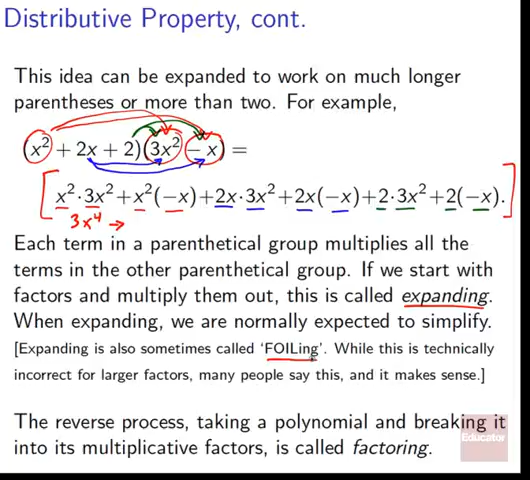 Distributive Property, cont.
This idea can be expanded to work on much longer
parentheses or more than two. For example,
(x² + 2x + 2)(3x² − x) =
[x²·3x² + x²(−x) + 2x·3x² + 2x(−x) + 2·3x² + 2(−x).]
3x⁴ →
Each term in a parenthetical group multiplies all the
terms in the other parenthetical group. If we start with
factors and multiply them out, this is called expanding.
When expanding, we are normally expected to simplify.
[Expanding is also sometimes called ‘FOILing’. While this is technically
incorrect for larger factors, many people say this, and it makes sense.]
The reverse process, taking a polynomial and breaking it
into its multiplicative factors, is called factoring.
Educator